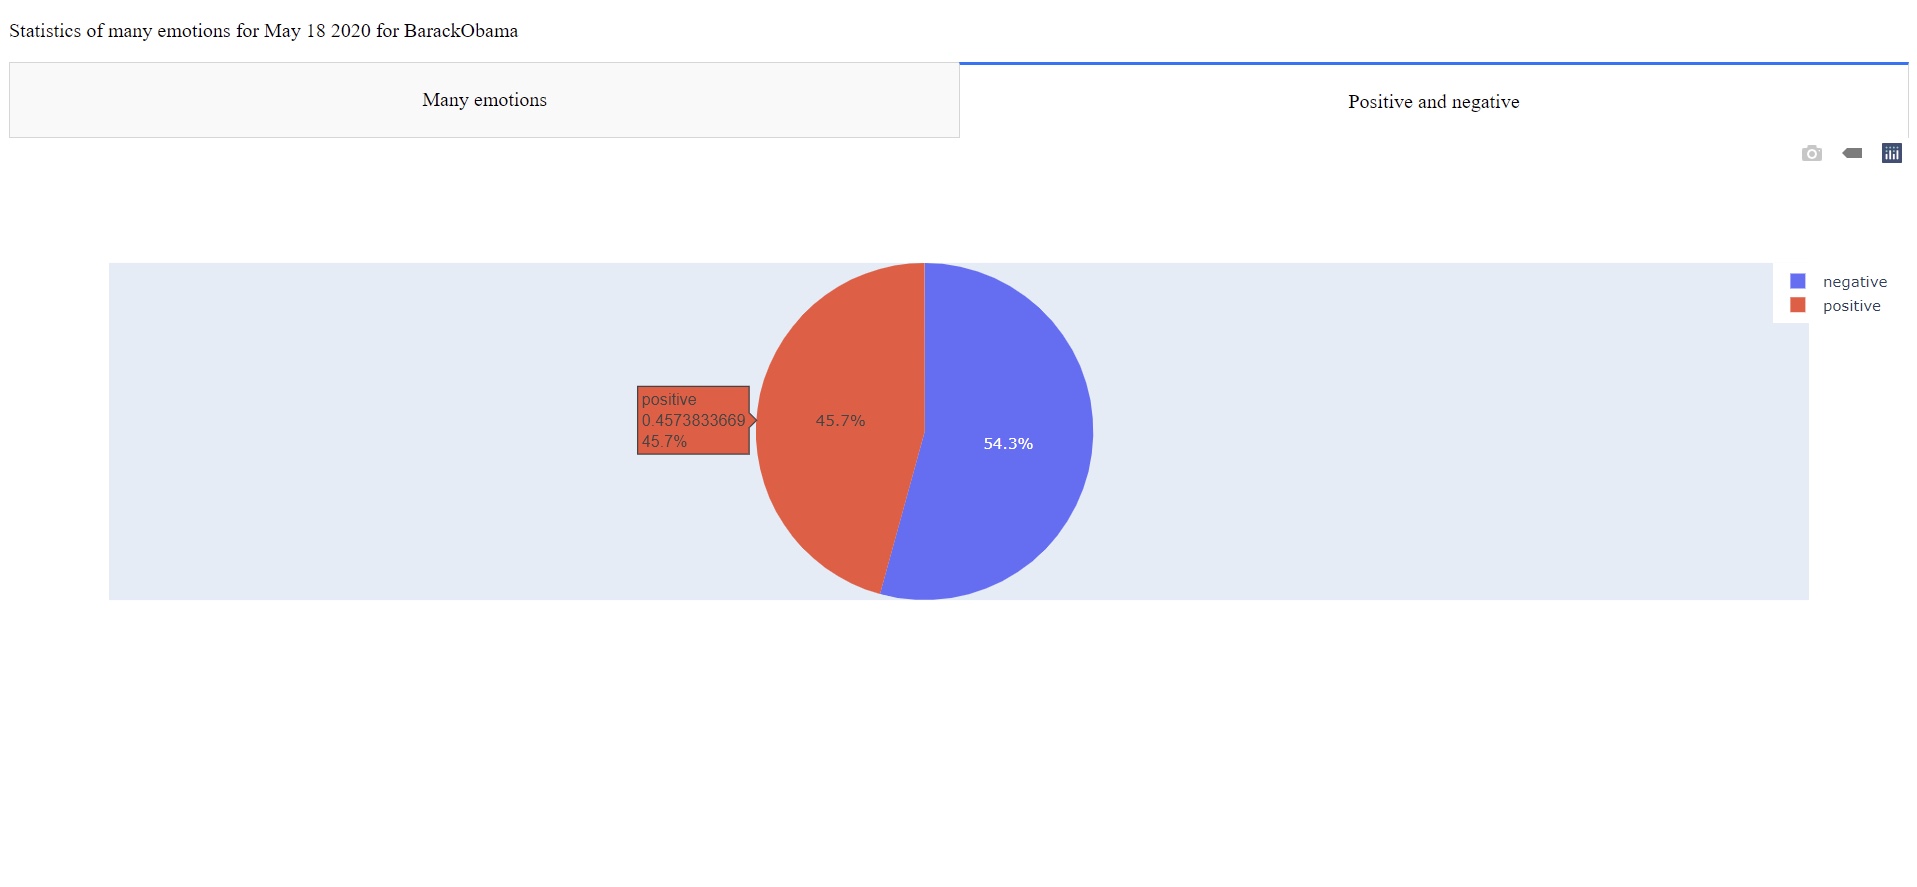 Statistics of many emotions for May 18 2020 for BarackObama
Many emotions
Positive and negative
negative
positive
positive
0.4573833669
45.7%
45.7%
54.3%